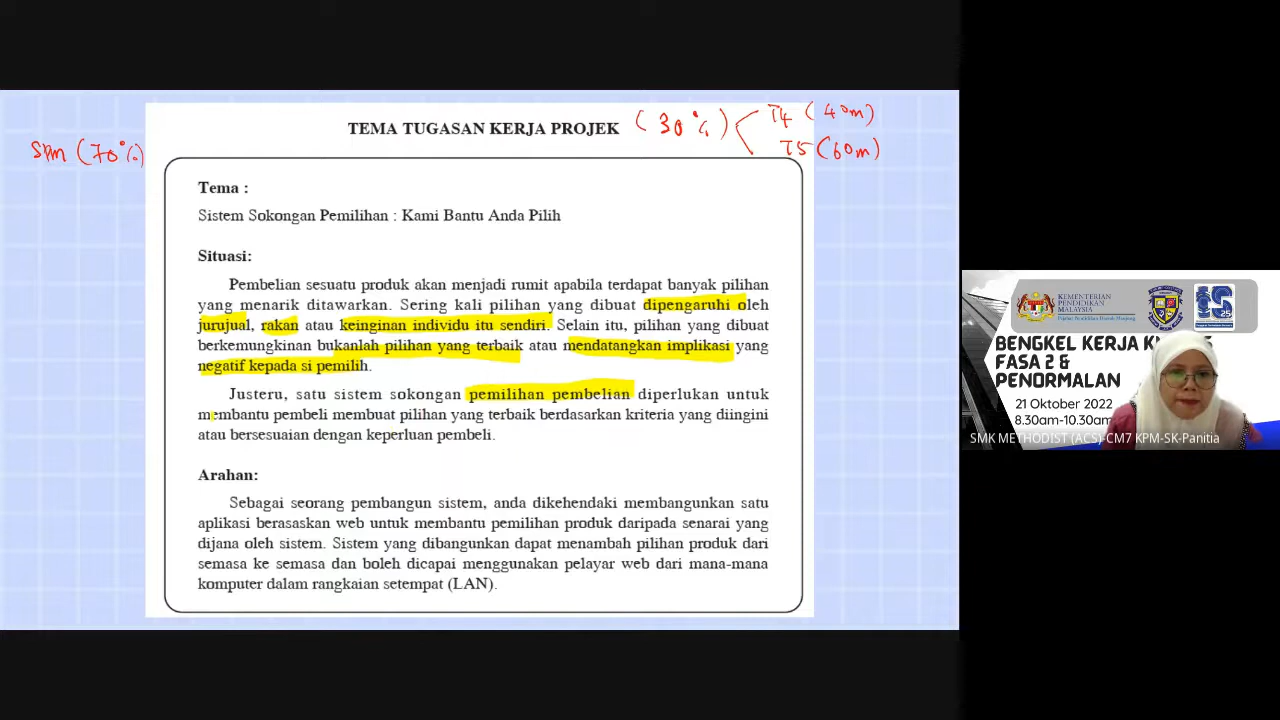 TEMA TUGASAN KERJA PROJEK (30%) T4 (40m)
T5 (60m)
SPM (70%)
Tema :
Sistem Sokongan Pemilihan : Kami Bantu Anda Pilih
Situasi:
Pembelian sesuatu produk akan menjadi rumit apabila terdapat banyak pilihan
yang menarik ditawarkan. Sering kali pilihan yang dibuat dipengaruhi oleh
jurujual, rakan atau keinginan individu itu sendiri. Selain itu, pilihan yang dibuat
berkemungkinan bukanlah pilihan yang terbaik atau mendatangkan implikasi yang
negatif kepada si pemilih.
Justeru, satu sistem sokongan pemilihan pembelian diperlukan untuk
membantu pembeli membuat pilihan yang terbaik berdasarkan kriteria yang diingini
atau bersesuaian dengan keperluan pembeli.
Arahan:
Sebagai seorang pembangun sistem, anda dikehendaki membangunkan satu
aplikasi berasaskan web untuk membantu pemilihan produk daripada senarai yang
dijana oleh sistem. Sistem yang dibangunkan dapat menambah pilihan produk dari
semasa ke semasa dan boleh dicapai menggunakan pelayar web dari mana-mana
komputer dalam rangkaian setempat (LAN).
KEMENTERIAN
PENDIDIKAN
MALAYSIA
25
BENGKEL KERJA K
FASA 2 &
PENORMALAN
21 Oktober 2022
8.30am-10.30am
SMK METHODIST (ACS)-CM7 KPM-SK-Panitia